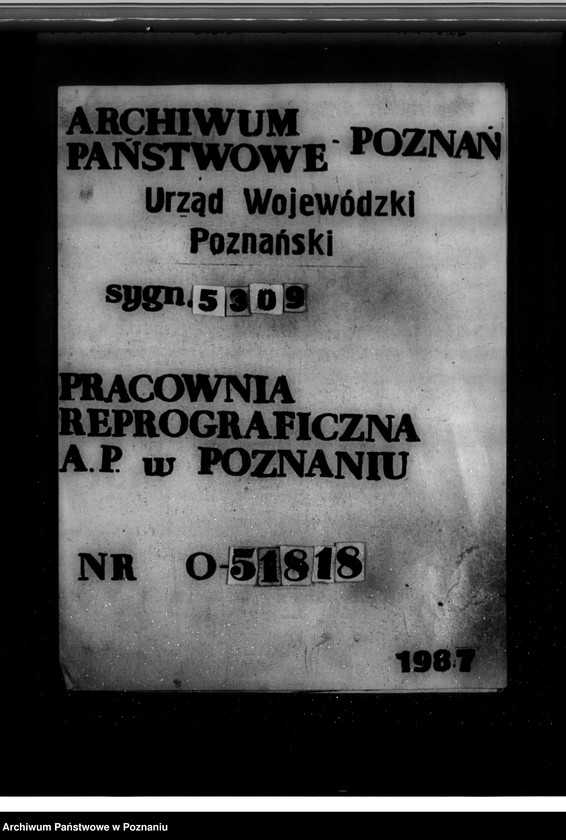 ARCHIWUM
PAŃSTWOWE - POZNAŃ
Urząd Wojewódzki
Poznański
sygn. 5309
PRACOWNIA
REPROGRAFICZNA
A.P. w POZNANIU
NR O-51818
1987
Archiwum Państwowe w Poznaniu